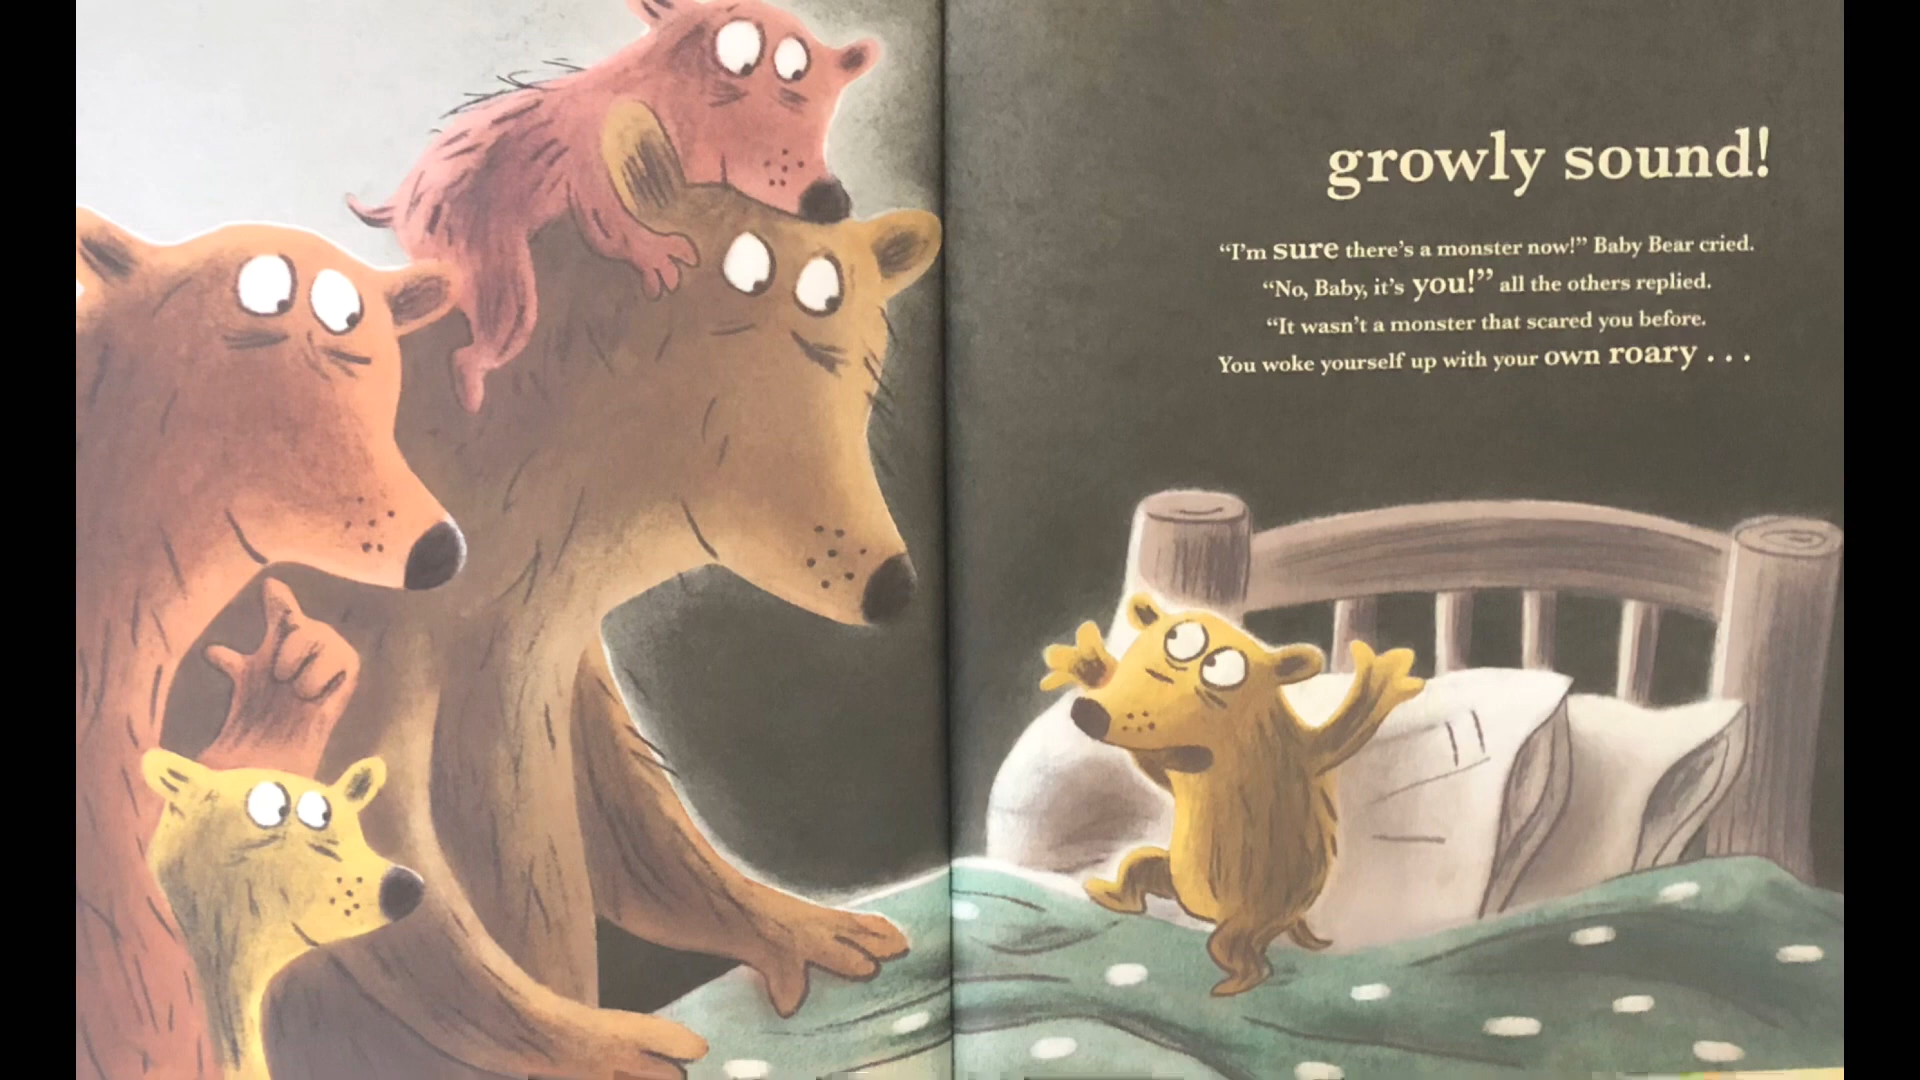 growly sound!
“I’m sure there’s a monster now!” Baby Bear cried.
“No, Baby, it’s you!” all the others replied.
“It wasn’t a monster that scared you before.
You woke yourself up with your own roary . . .